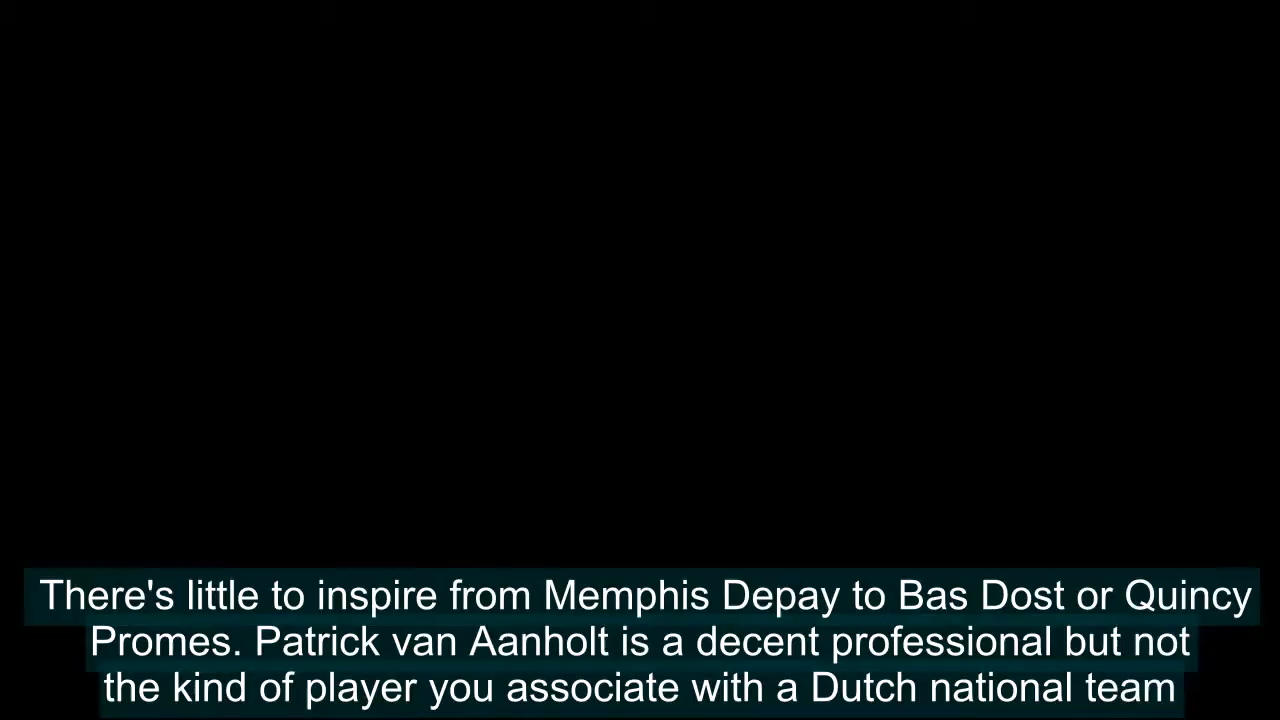 There's little to inspire from Memphis Depay to Bas Dost or Quincy
Promes. Patrick van Aanholt is a decent professional but not
the kind of player you associate with a Dutch national team